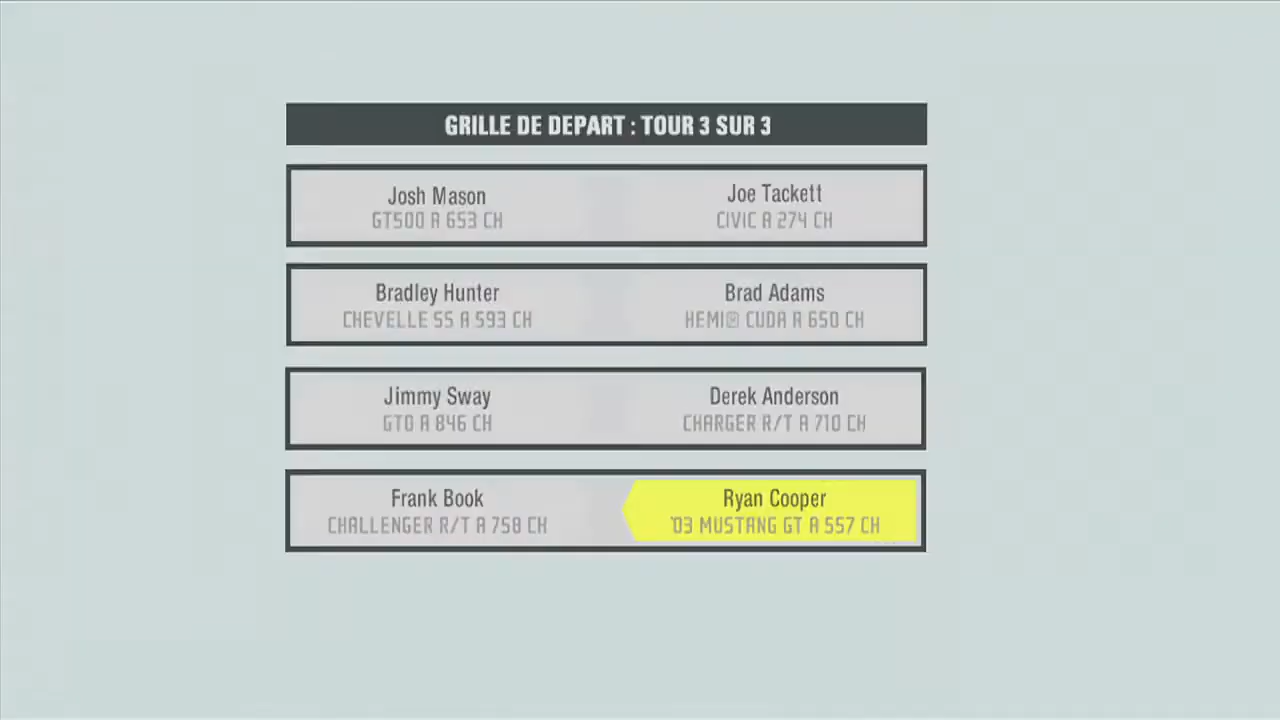 GRILLE DE DEPART : TOUR 3 SUR 3
Josh Mason
GT500 A 653 CH
Joe Tackett
CIVIC A 274 CH
Bradley Hunter
CHEVELLE SS A 593 CH
Brad Adams
HEMI® CUDA A 650 CH
Jimmy Sway
GTO A 846 CH
Derek Anderson
CHARGER R/T A 710 CH
Frank Book
CHALLENGER R/T A 758 CH
Ryan Cooper
'03 MUSTANG GT A 557 CH